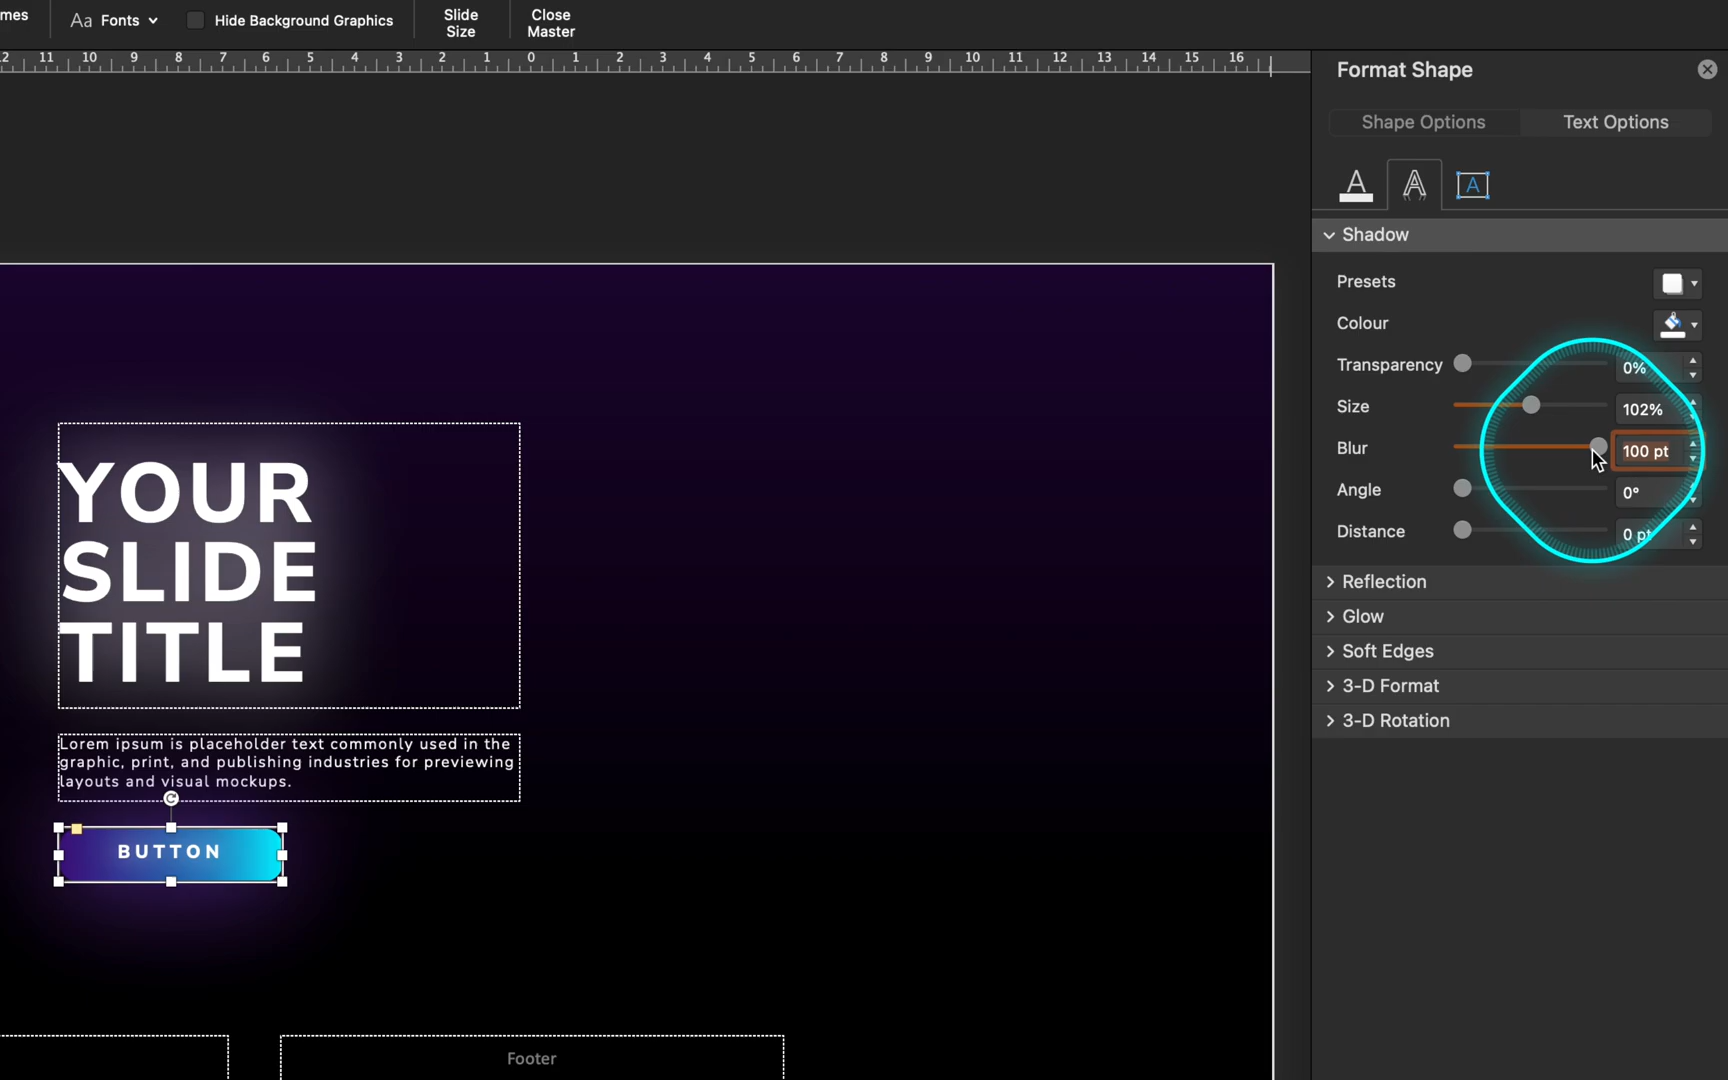 mes
Aa Fonts
Hide Background Graphics
Slide
Size
Close
Master
2 11 10 9 8 7 6 5 4 3 2 1 0 1 2 3 4 5 6 7 8 9 10 11 12 13 14 15 16
Format Shape
Shape Options
Text Options
A A A
Shadow
Presets
Colour
Transparency 0%
Size 102%
Blur 100 pt
Angle 0°
Distance 0 pt
Reflection
Glow
Soft Edges
3-D Format
3-D Rotation
YOUR
SLIDE
TITLE
Lorem ipsum is placeholder text commonly used in the
graphic, print, and publishing industries for previewing
layouts and visual mockups.
BUTTON
Footer